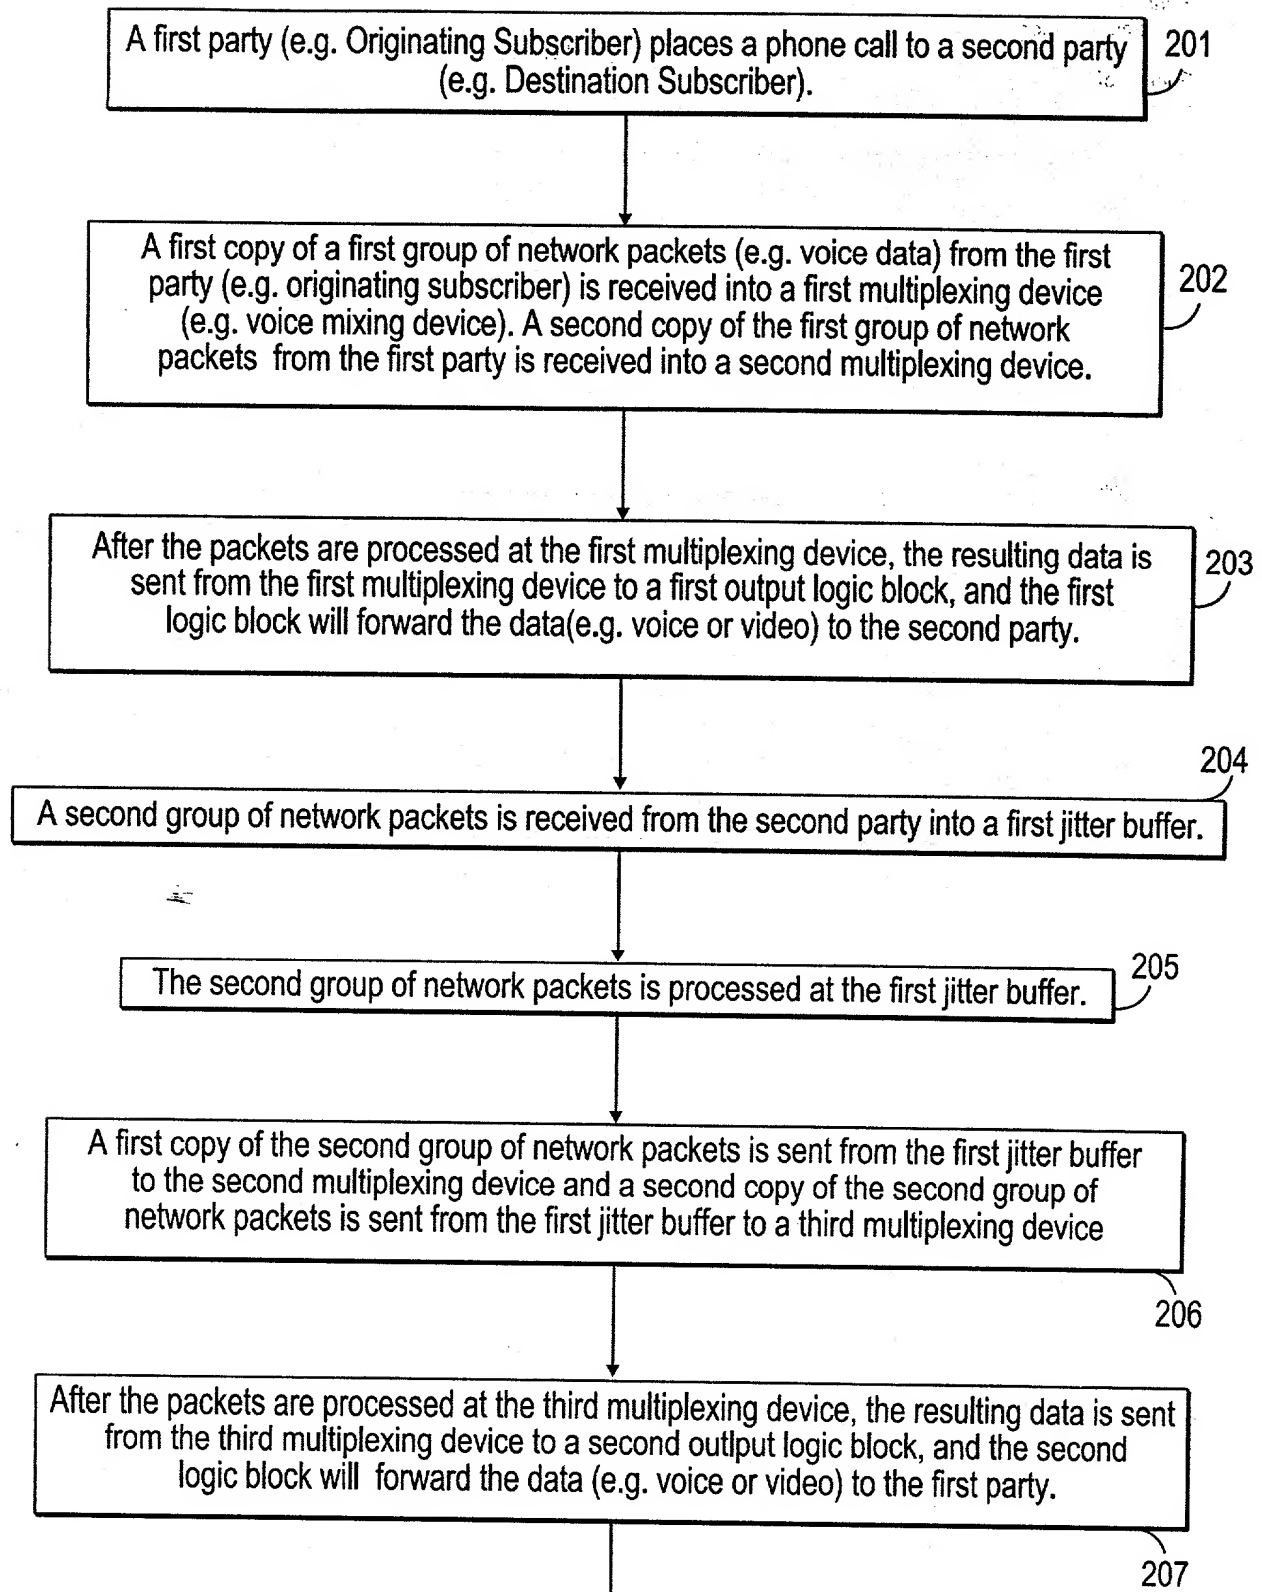 A first party (e.g. Originating Subscriber) places a phone call to a second party
(e.g. Destination Subscriber).
201
A first copy of a first group of network packets (e.g. voice data) from the first
party (e.g. originating subscriber) is received into a first multiplexing device
(e.g. voice mixing device). A second copy of the first group of network
packets from the first party is received into a second multiplexing device.
202
After the packets are processed at the first multiplexing device, the resulting data is
sent from the first multiplexing device to a first output logic block, and the first
logic block will forward the data(e.g. voice or video) to the second party.
203
204
A second group of network packets is received from the second party into a first jitter buffer.
The second group of network packets is processed at the first jitter buffer.
205
A first copy of the second group of network packets is sent from the first jitter buffer
to the second multiplexing device and a second copy of the second group of
network packets is sent from the first jitter buffer to a third multiplexing device
206
After the packets are processed at the third multiplexing device, the resulting data is sent
from the third multiplexing device to a second outlput logic block, and the second
logic block will forward the data (e.g. voice or video) to the first party.
207